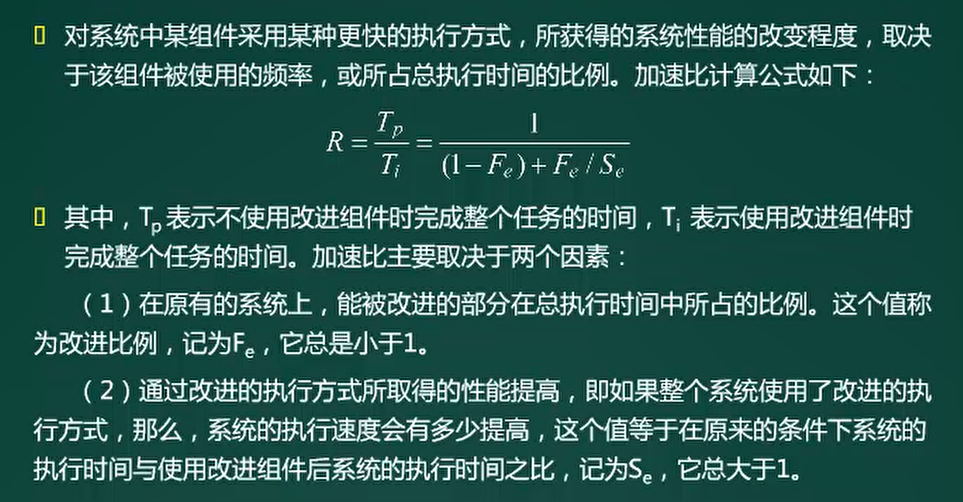 对系统中某组件采用某种更快的执行方式，所获得的系统性能的改变程度，取决
于该组件被使用的频率，或所占总执行时间的比例。加速比计算公式如下：
R = T_p / T_i = 1 / ((1 − F_e) + F_e / S_e)
其中，T_p 表示不使用改进组件时完成整个任务的时间，T_i 表示使用改进组件时
完成整个任务的时间。加速比主要取决于两个因素：
（1）在原有的系统上，能被改进的部分在总执行时间中所占的比例。这个值称
为改进比例，记为F_e，它总是小于1。
（2）通过改进的执行方式所取得的性能提高，即如果整个系统使用了改进的执
行方式，那么，系统的执行速度会有多少提高，这个值等于在原来的条件下系统的
执行时间与使用改进组件后系统的执行时间之比，记为S_e，它总大于1。